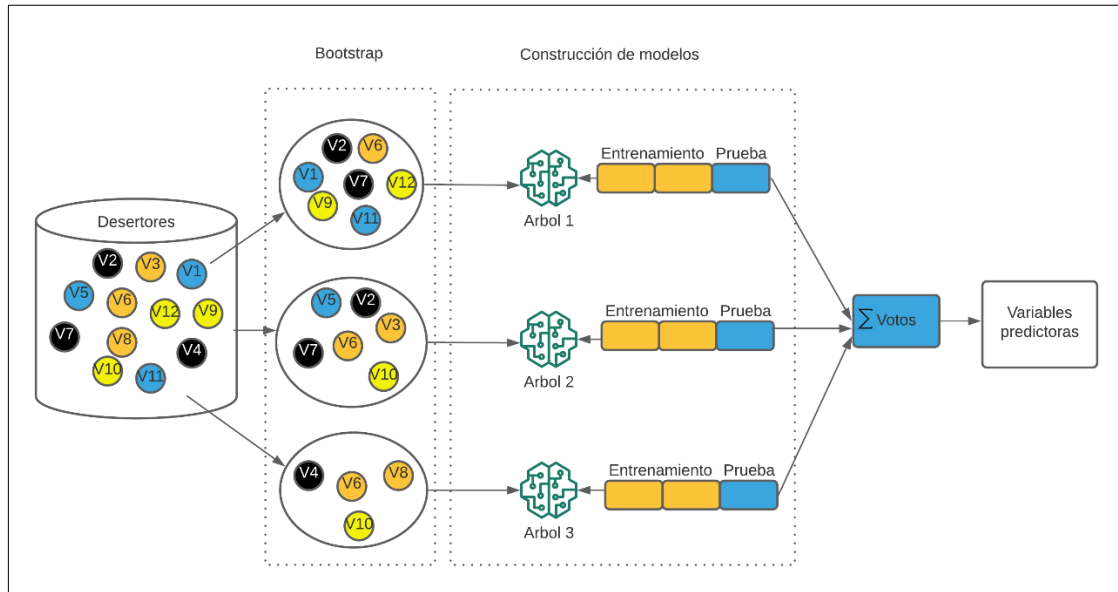 Bootstrap
Construcción de modelos
Desertores
V2
V3
V1
V5
V6
V12
V9
V7
V8
V4
V10
V11
V2
V6
V1
V7
V12
V9
V11
V5
V2
V3
V7
V6
V10
V4
V8
V6
V10
Entrenamiento Prueba
Arbol 1
Entrenamiento Prueba
Arbol 2
Entrenamiento Prueba
Arbol 3
∑ Votos
Variables
predictoras